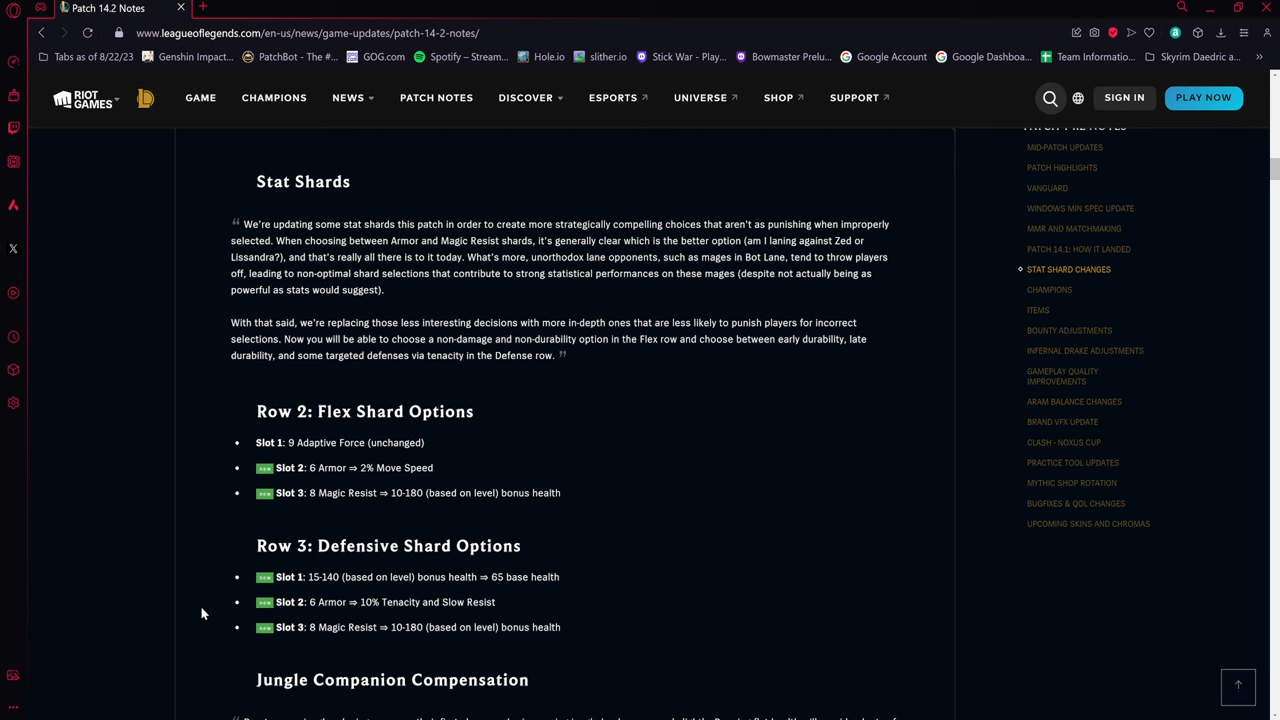 Patch 14.2 Notes
www.leagueoflegends.com/en-us/news/game-updates/patch-14-2-notes/
Tabs as of 8/22/23
Genshin Impact...
PatchBot - The #...
GOG.com
Spotify – Stream...
Hole.io
slither.io
Stick War - Play...
Bowmaster Prelu...
Google Account
Google Dashboa...
Team Informatio...
Skyrim Daedric a...
RIOT GAMES
GAME
CHAMPIONS
NEWS
PATCH NOTES
DISCOVER
ESPORTS
UNIVERSE
SHOP
SUPPORT
SIGN IN
PLAY NOW
Stat Shards
We're updating some stat shards this patch in order to create more strategically compelling choices that aren't as punishing when improperly
selected. When choosing between Armor and Magic Resist shards, it's generally clear which is the better option (am I laning against Zed or
Lissandra?), and that's really all there is to it today. What's more, unorthodox lane opponents, such as mages in Bot Lane, tend to throw players
off, leading to non-optimal shard selections that contribute to strong statistical performances on these mages (despite not actually being as
powerful as stats would suggest).
With that said, we're replacing those less interesting decisions with more in-depth ones that are less likely to punish players for incorrect
selections. Now you will be able to choose a non-damage and non-durability option in the Flex row and choose between early durability, late
durability, and some targeted defenses via tenacity in the Defense row.
Row 2: Flex Shard Options
Slot 1: 9 Adaptive Force (unchanged)
new Slot 2: 6 Armor ⇒ 2% Move Speed
new Slot 3: 8 Magic Resist ⇒ 10-180 (based on level) bonus health
Row 3: Defensive Shard Options
new Slot 1: 15-140 (based on level) bonus health ⇒ 65 base health
new Slot 2: 6 Armor ⇒ 10% Tenacity and Slow Resist
new Slot 3: 8 Magic Resist ⇒ 10-180 (based on level) bonus health
Jungle Companion Compensation
PATCH 14.2 NOTES
MID-PATCH UPDATES
PATCH HIGHLIGHTS
VANGUARD
WINDOWS MIN SPEC UPDATE
MMR AND MATCHMAKING
PATCH 14.1: HOW IT LANDED
STAT SHARD CHANGES
CHAMPIONS
ITEMS
BOUNTY ADJUSTMENTS
INFERNAL DRAKE ADJUSTMENTS
GAMEPLAY QUALITY
IMPROVEMENTS
ARAM BALANCE CHANGES
BRAND VFX UPDATE
CLASH - NOXUS CUP
PRACTICE TOOL UPDATES
MYTHIC SHOP ROTATION
BUGFIXES & QOL CHANGES
UPCOMING SKINS AND CHROMAS